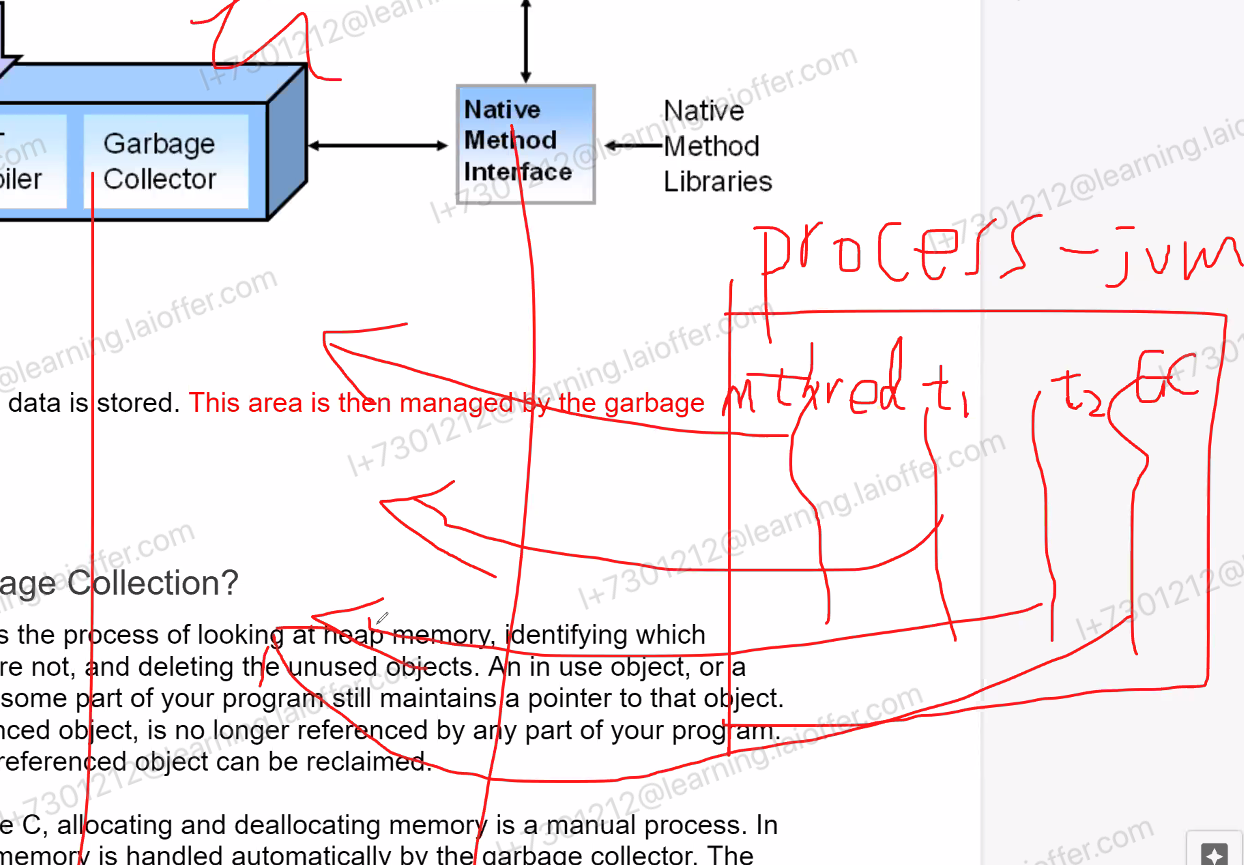 Native
Method
Interface
Native
Method
Libraries
Garbage
Collector
iler
process - jvm
data is stored. This area is then managed by the garbage
m thred t1 t2 GC
age Collection?
s the process of looking at heap memory, identifying which
re not, and deleting the unused objects. An in use object, or a
some part of your program still maintains a pointer to that object.
nced object, is no longer referenced by any part of your program.
referenced object can be reclaimed.
e C, allocating and deallocating memory is a manual process. In
memory is handled automatically by the garbage collector. The
l+7301212@learning.laioffer.com